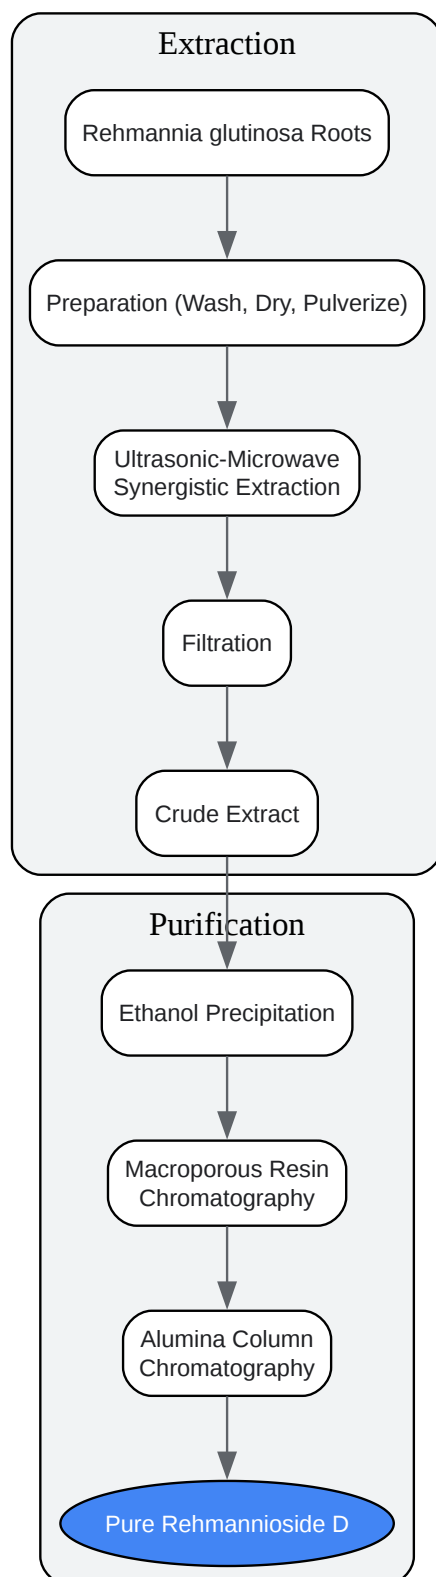 Extraction
Rehmannia glutinosa Roots
Preparation (Wash, Dry, Pulverize)
Ultrasonic-Microwave
Synergistic Extraction
Filtration
Crude Extract
Purification
Ethanol Precipitation
Macroporous Resin
Chromatography
Alumina Column
Chromatography
Pure Rehmannioside D